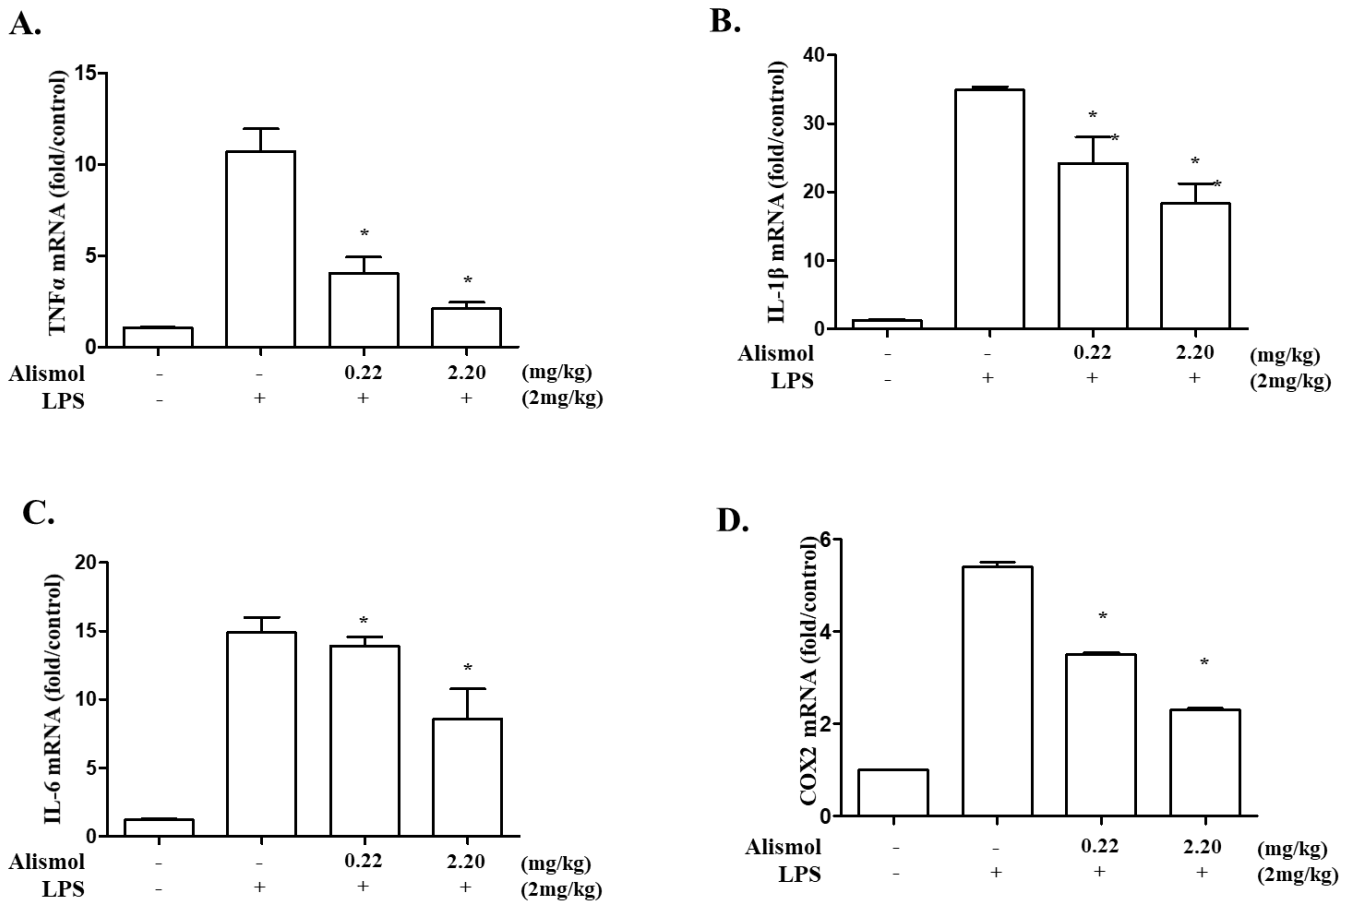 A.
TNFα mRNA (fold/control)
15
10
5
0
*
*
Alismol - - 0.22 2.20 (mg/kg)
LPS - + + + (2mg/kg)
B.
IL-1β mRNA (fold/control)
40
30
20
10
0
*
*
*
*
Alismol - - 0.22 2.20 (mg/kg)
LPS - + + + (2mg/kg)
C.
IL-6 mRNA (fold/control)
20
15
10
5
0
*
*
Alismol - - 0.22 2.20 (mg/kg)
LPS - + + + (2mg/kg)
D.
COX2 mRNA (fold/control)
6
4
2
0
*
*
Alismol - - 0.22 2.20 (mg/kg)
LPS - + + + (2mg/kg)